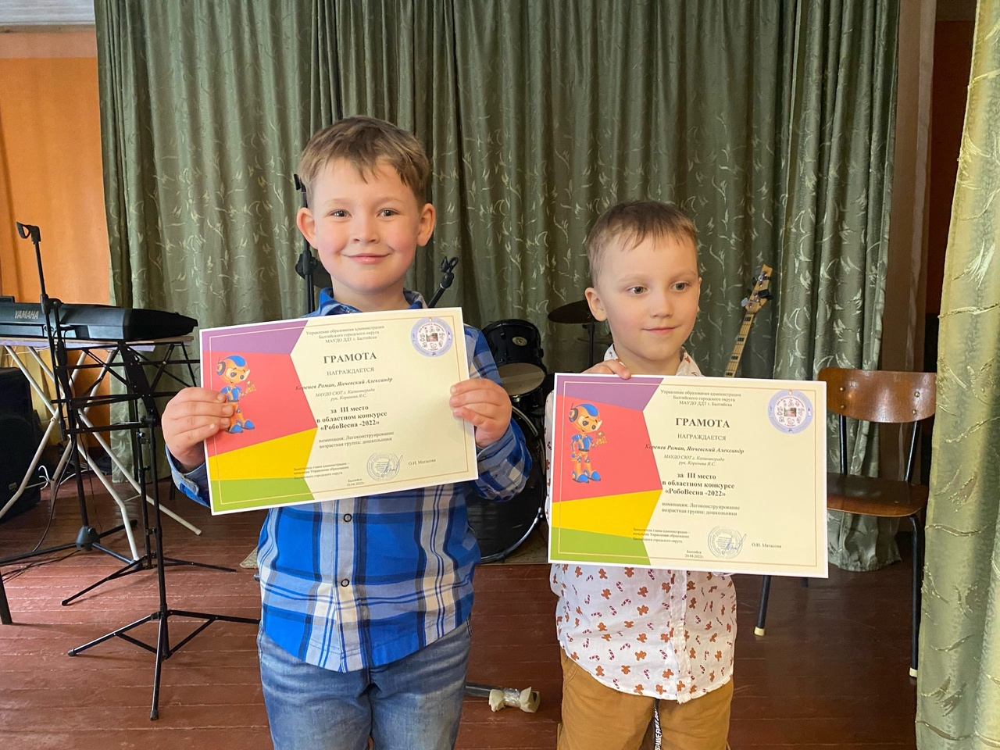 YAMAHA
Управление образования администрации
Балтийского городского округа
МАУДО ДДТ г. Балтийска
ГРАМОТА
НАГРАЖДАЕТСЯ
Коренев Роман, Янчевский Александр
МАУДО СЮТ г. Калининграда
рук. Корнеева Я.С.
за III место
в областном конкурсе
«РобоВесна -2022»
номинация: Легоконструирование
возрастная группа: дошкольники
Заместитель главы администрации –
начальник Управления образования
Балтийского городского округа
О.Н. Матасова
Балтийск
20.04.2022г.
Управление образования администрации
Балтийского городского округа
МАУДО ДДТ г. Балтийска
ГРАМОТА
НАГРАЖДАЕТСЯ
Коренев Роман, Янчевский Александр
МАУДО СЮТ г. Калининграда
рук. Корнеева Я.С.
за III место
в областном конкурсе
«РобоВесна -2022»
номинация: Легоконструирование
возрастная группа: дошкольники
Заместитель главы администрации –
начальник Управления образования
Балтийского городского округа
О.Н. Матасова
Балтийск
20.04.2022г.